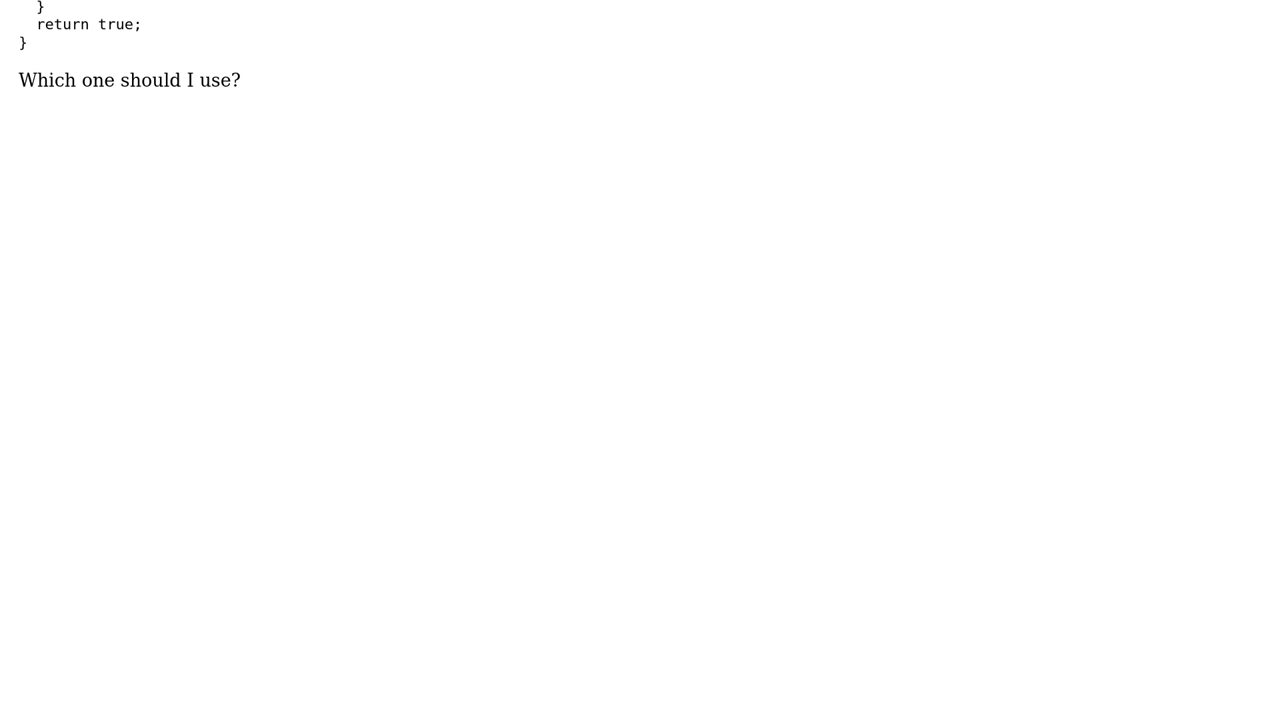 }
  return true;
}
Which one should I use?